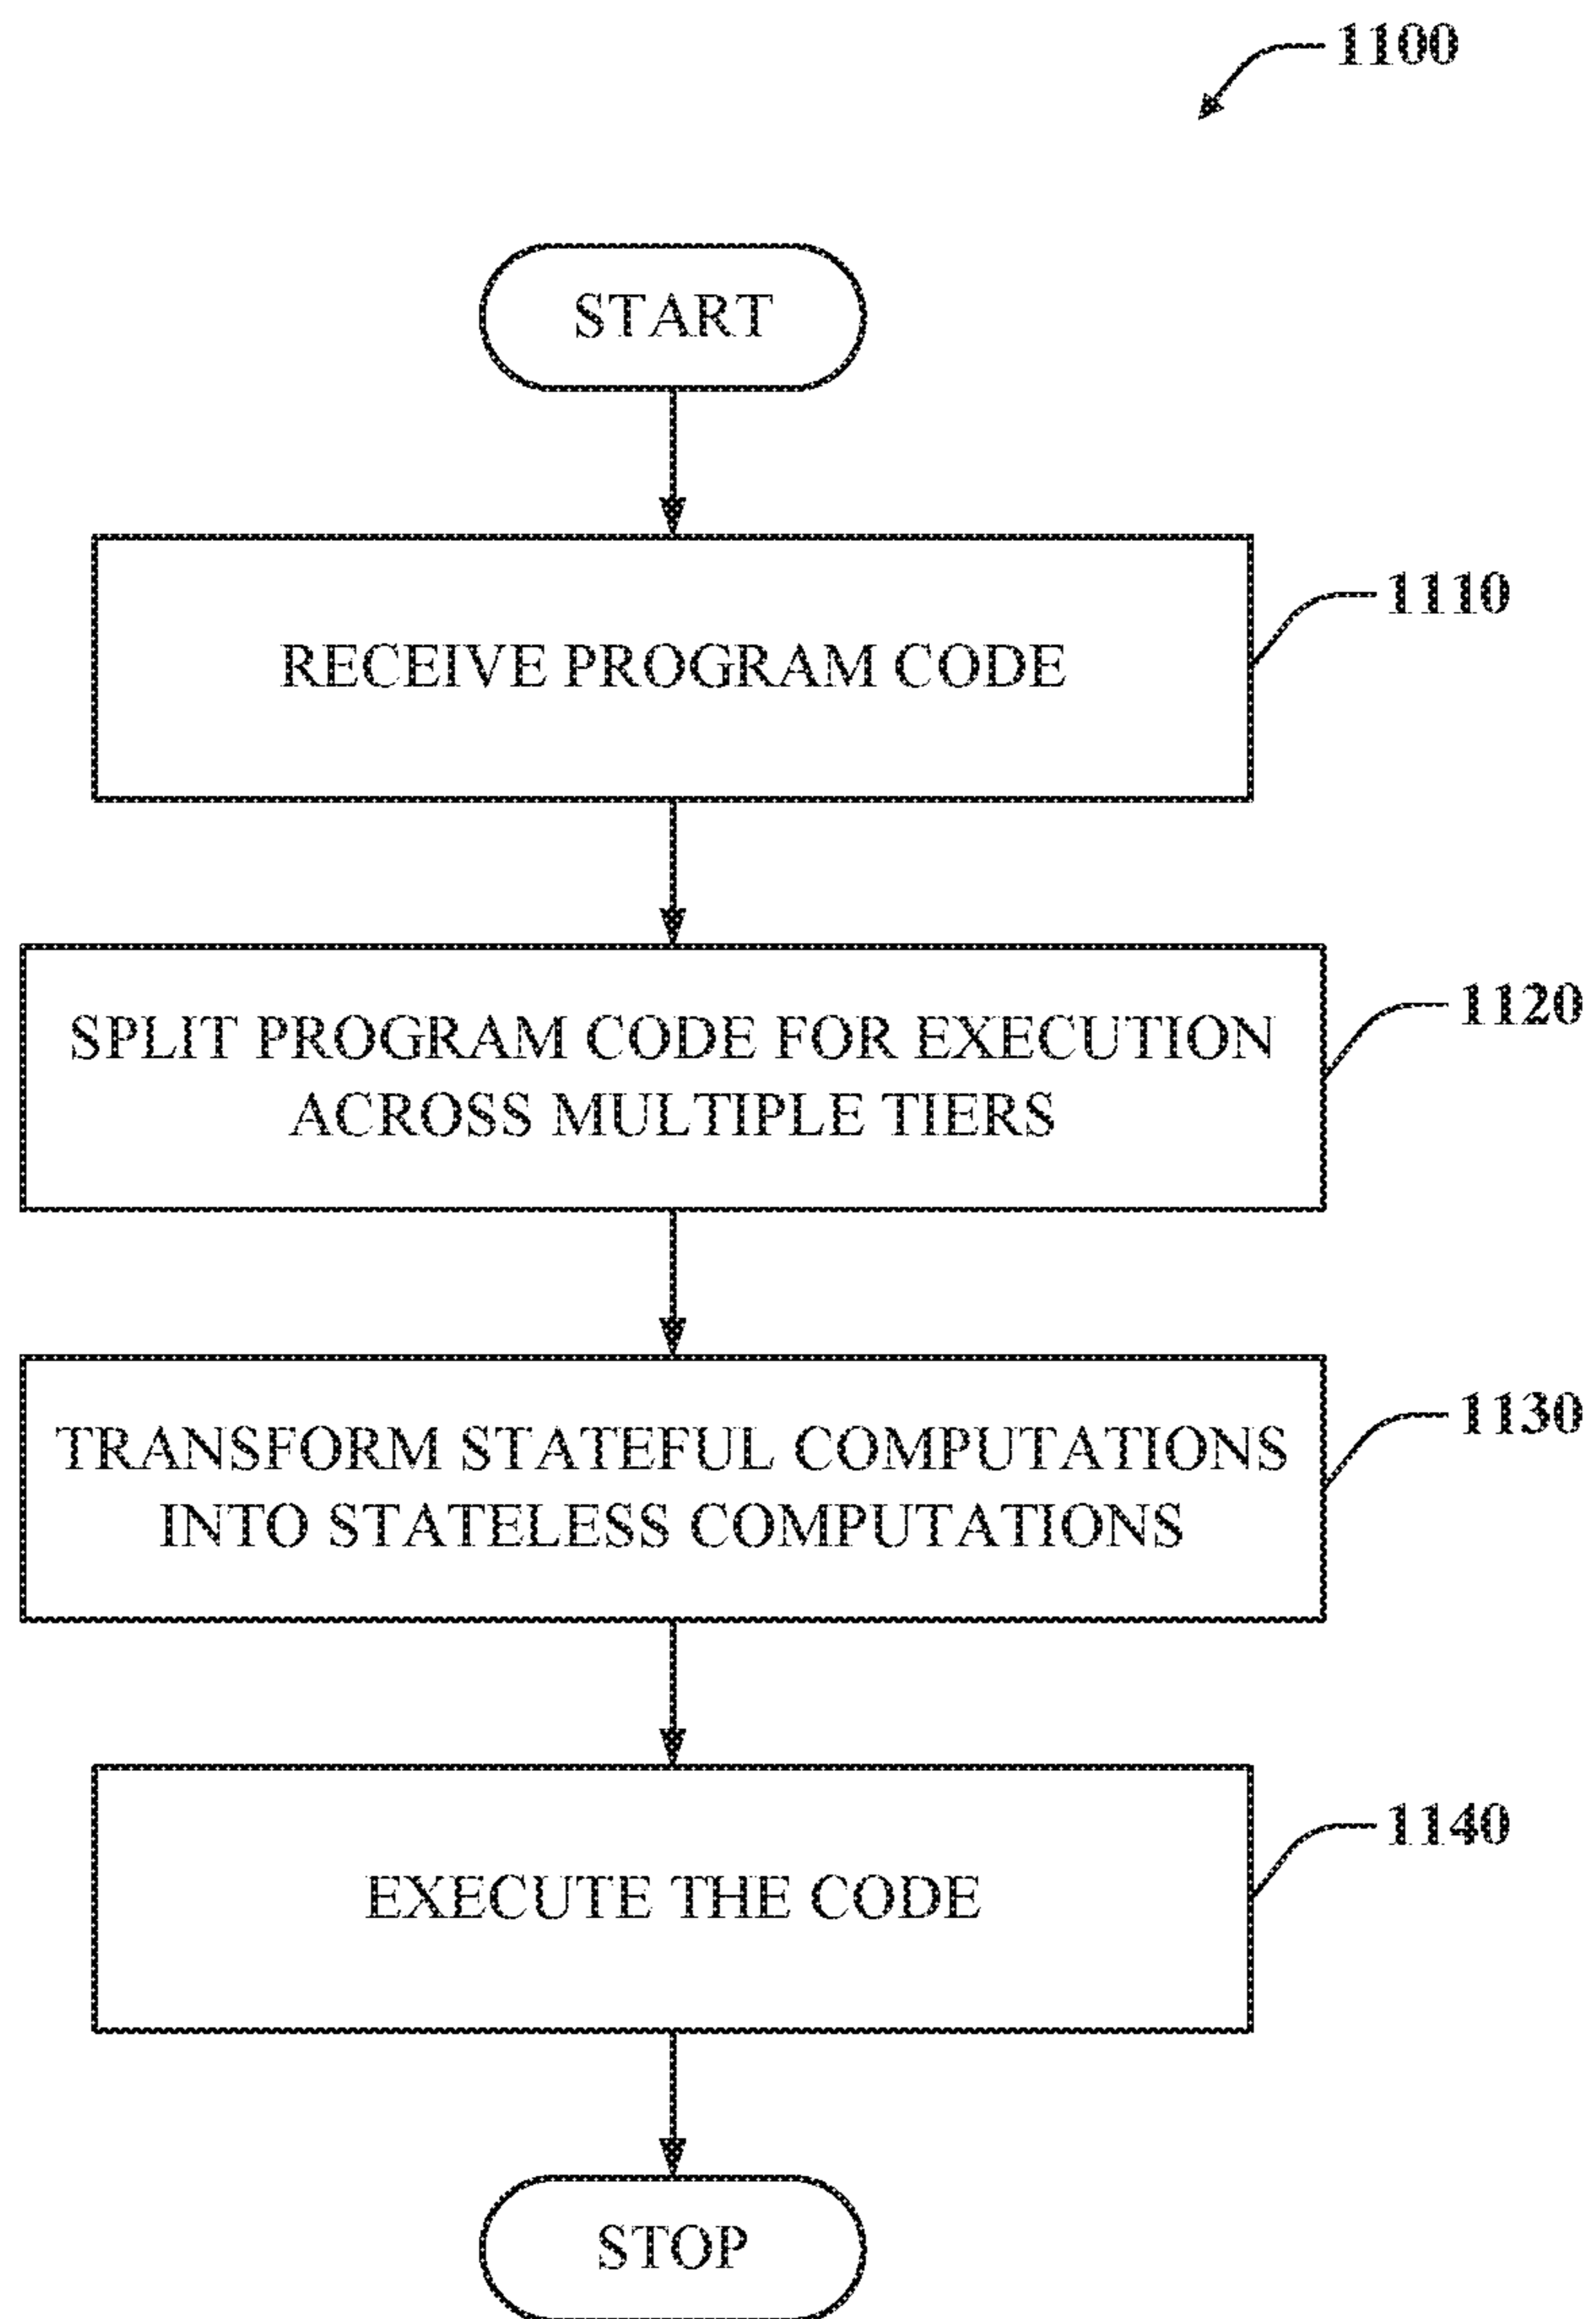 1100
START
RECEIVE PROGRAM CODE
1110
SPLIT PROGRAM CODE FOR EXECUTION
ACROSS MULTIPLE TIERS
1120
TRANSFORM STATEFUL COMPUTATIONS
INTO STATELESS COMPUTATIONS
1130
EXECUTE THE CODE
1140
STOP